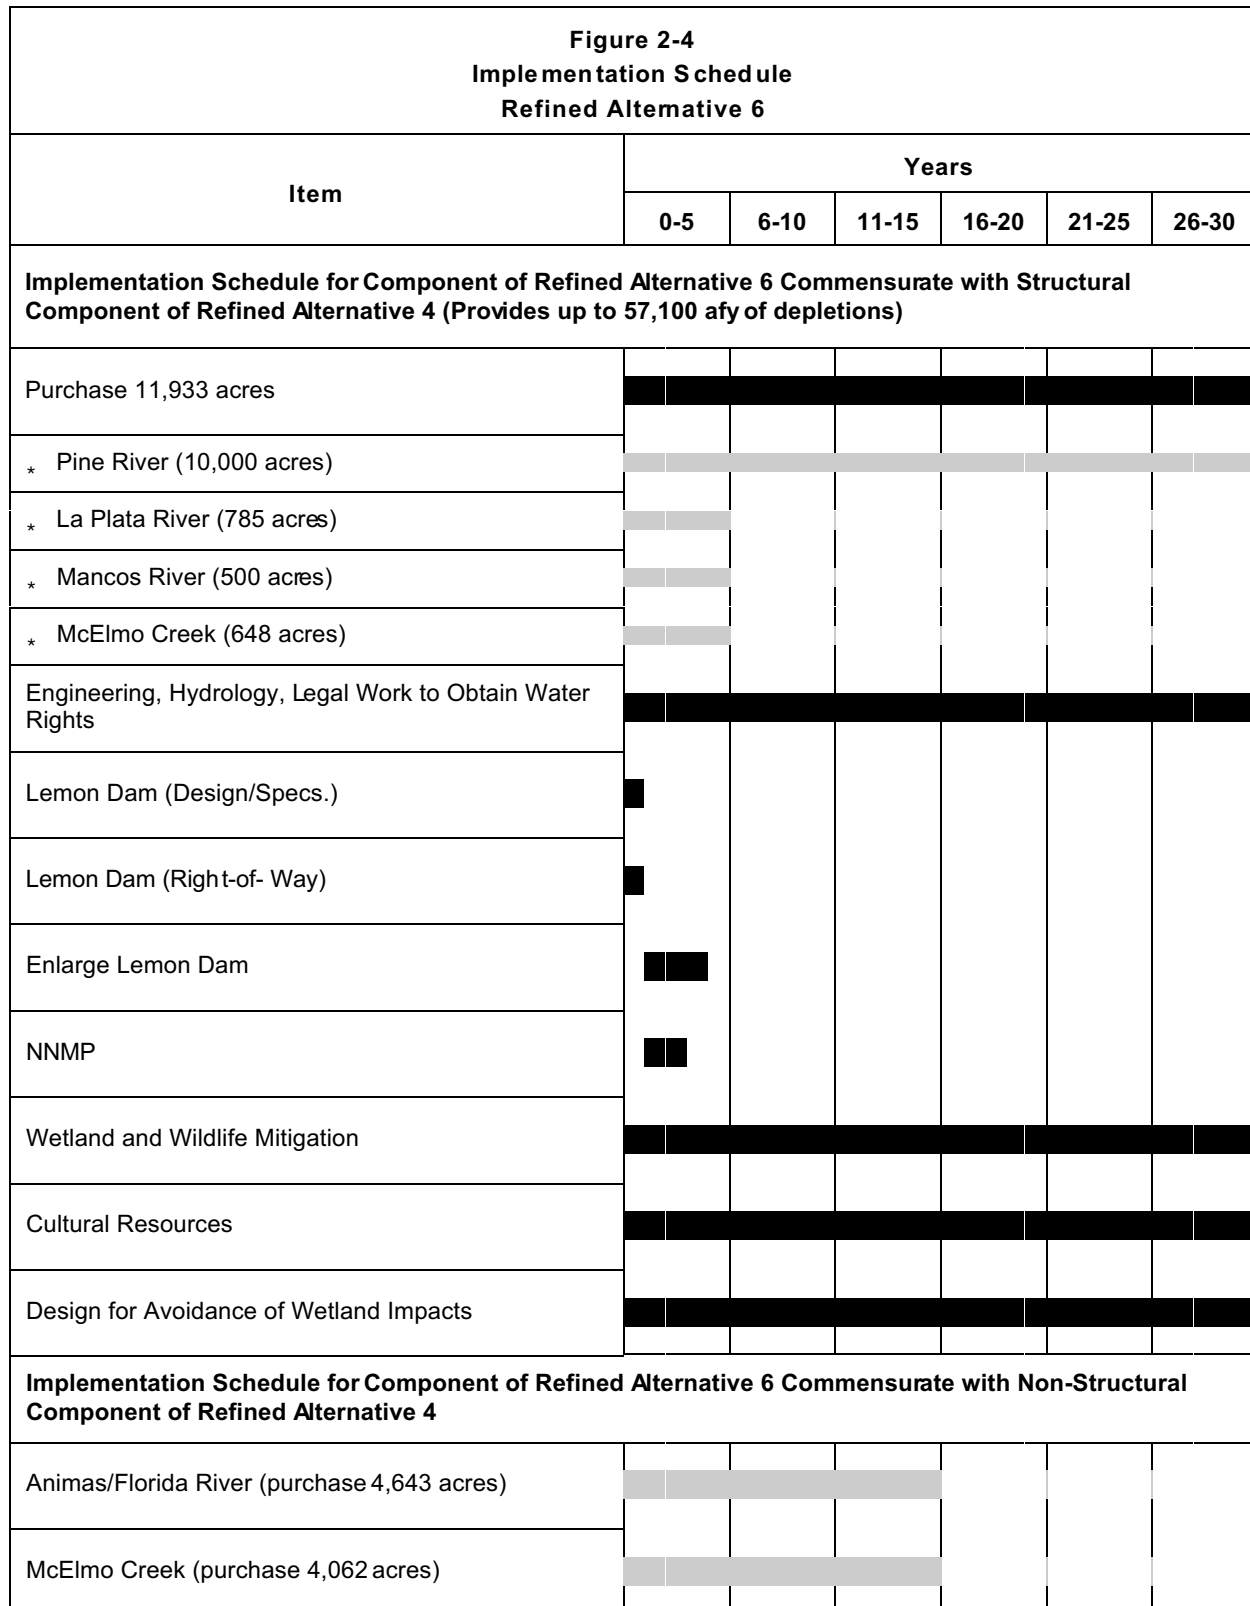 Figure 2-4
Implementation Schedule
Refined Alternative 6
Item
Years
0-5 6-10 11-15 16-20 21-25 26-30
Implementation Schedule for Component of Refined Alternative 6 Commensurate with Structural
Component of Refined Alternative 4 (Provides up to 57,100 afy of depletions)
Purchase 11,933 acres
* Pine River (10,000 acres)
* La Plata River (785 acres)
* Mancos River (500 acres)
* McElmo Creek (648 acres)
Engineering, Hydrology, Legal Work to Obtain Water
Rights
Lemon Dam (Design/Specs.)
Lemon Dam (Right-of- Way)
Enlarge Lemon Dam
NNMP
Wetland and Wildlife Mitigation
Cultural Resources
Design for Avoidance of Wetland Impacts
Implementation Schedule for Component of Refined Alternative 6 Commensurate with Non-Structural
Component of Refined Alternative 4
Animas/Florida River (purchase 4,643 acres)
McElmo Creek (purchase 4,062 acres)